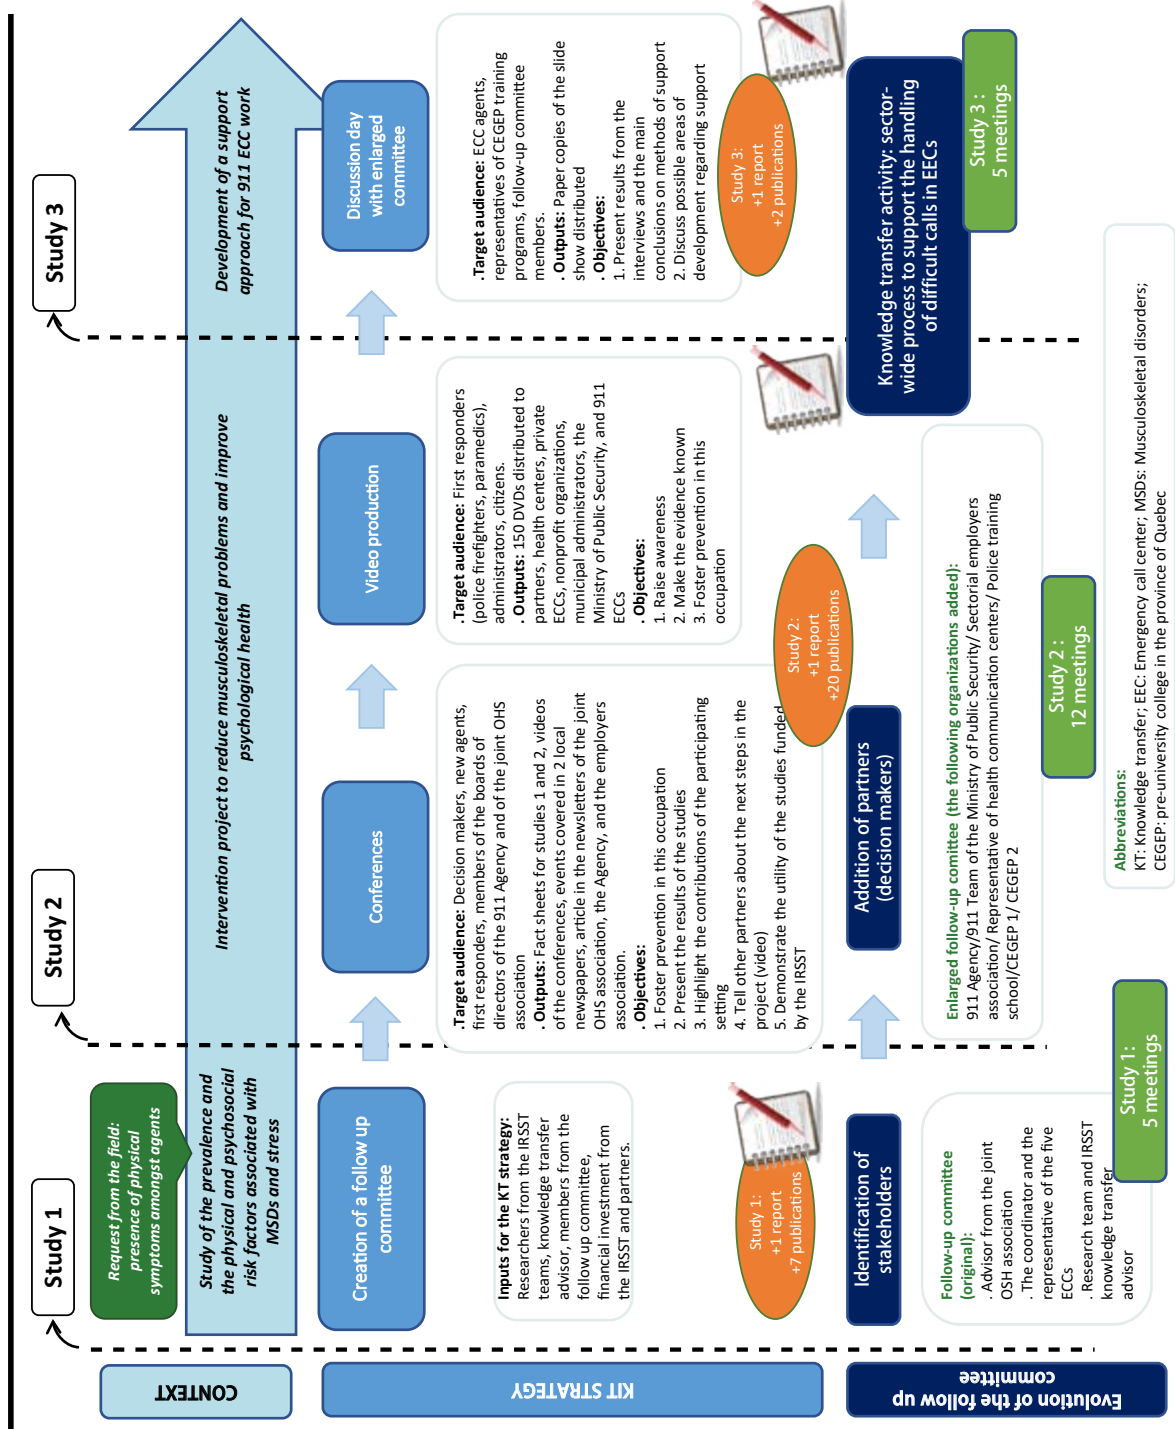 Study 1
Study 2
Study 3
CONTEXT
Request from the field:
presence of physical
symptoms amongst agents
Study of the prevalence and
the physical and psychosocial
risk factors associated with
MSDs and stress
Intervention project to reduce musculoskeletal problems and improve
psychological health
Development of a support
approach for 911 ECC work
KIT STRATEGY
Creation of a follow up
committee
Conferences
Video production
Discussion day
with enlarged
committee
Inputs for the KT strategy:
Researchers from the IRSST
teams, knowledge transfer
advisor, members from the
follow up committee,
financial investment from
the IRSST and partners.
.Target audience: Decision makers, new agents,
first responders, members of the boards of
directors of the 911 Agency and of the joint OHS
association
. Outputs: Fact sheets for studies 1 and 2, videos
of the conferences, events covered in 2 local
newspapers, article in the newsletters of the joint
OHS association, the Agency, and the employers
association.
. Objectives:
1. Foster prevention in this occupation
2. Present the results of the studies
3. Highlight the contributions of the participating
setting
4. Tell other partners about the next steps in the
project (video)
5. Demonstrate the utility of the studies funded
by the IRSST
.Target audience: First responders
(police firefighters, paramedics),
administrators, citizens.
. Outputs: 150 DVDs distributed to
partners, health centers, private
ECCs, nonprofit organizations,
municipal administrators, the
Ministry of Public Security, and 911
ECCs
. Objectives:
1. Raise awareness
2. Make the evidence known
3. Foster prevention in this
occupation
.Target audience: ECC agents,
representatives of CEGEP training
programs, follow-up committee
members.
. Outputs: Paper copies of the slide
show distributed
. Objectives:
1. Present results from the
interviews and the main
conclusions on methods of support
2. Discuss possible areas of
development regarding support
Study 1:
+1 report
+7 publications
Study 2:
+1 report
+20 publications
Study 3:
+1 report
+2 publications
Evolution of the follow up
committee
Identification of
stakeholders
Addition of partners
(decision makers)
Knowledge transfer activity: sector-
wide process to support the handling
of difficult calls in EECs
Follow-up committee
(original):
. Advisor from the joint
OSH association
. The coordinator and the
representative of the five
ECCs
. Research team and IRSST
knowledge transfer
advisor
Study 1:
5 meetings
Enlarged follow-up comittee (the following organizations added):
911 Agency/911 Team of the Ministry of Public Security/ Sectorial employers
association/ Representative of health communication centers/ Police training
school/CEGEP 1/ CEGEP 2
Study 2 :
12 meetings
Study 3 :
5 meetings
Abbreviations:
KT: Knowledge transfer; EEC: Emergency call center; MSDs: Musculoskeletal disorders;
CEGEP: pre-university college in the province of Quebec